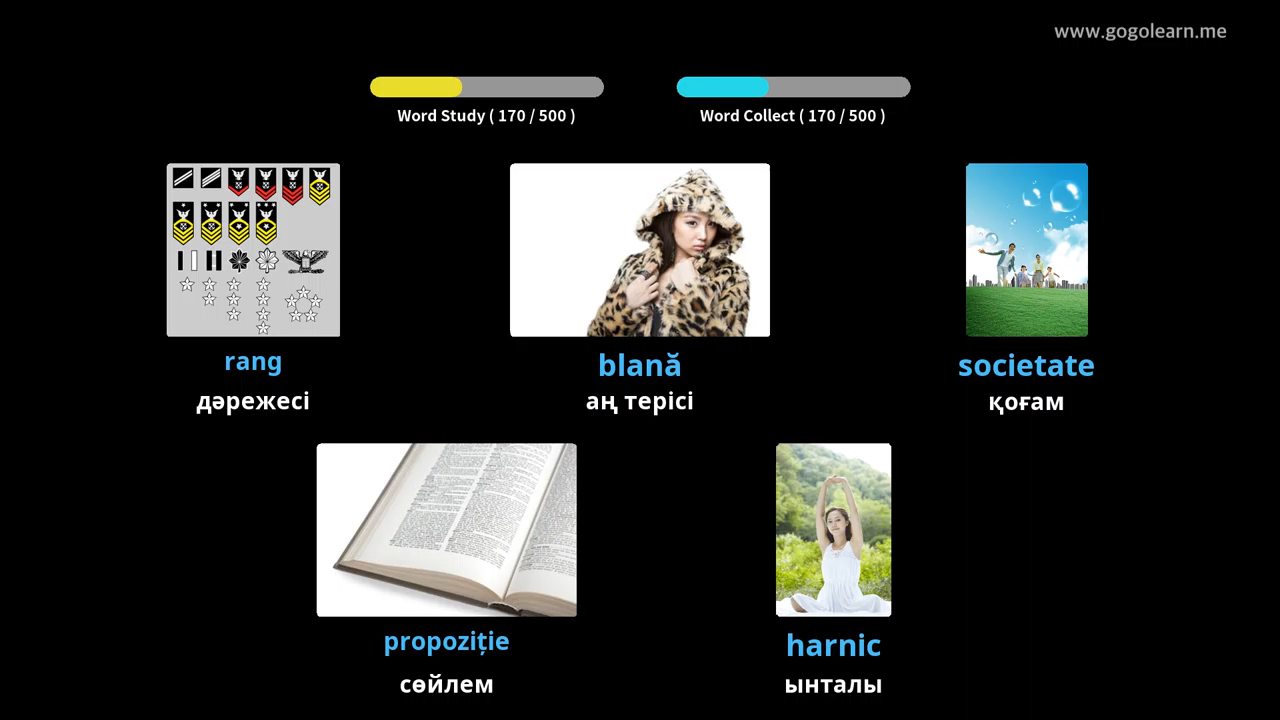 www.gogolearn.me
Word Study ( 170 / 500 )
Word Collect ( 170 / 500 )
rang
дәрежесі
blană
аң терісі
societate
қоғам
propoziție
сөйлем
harnic
ынталы